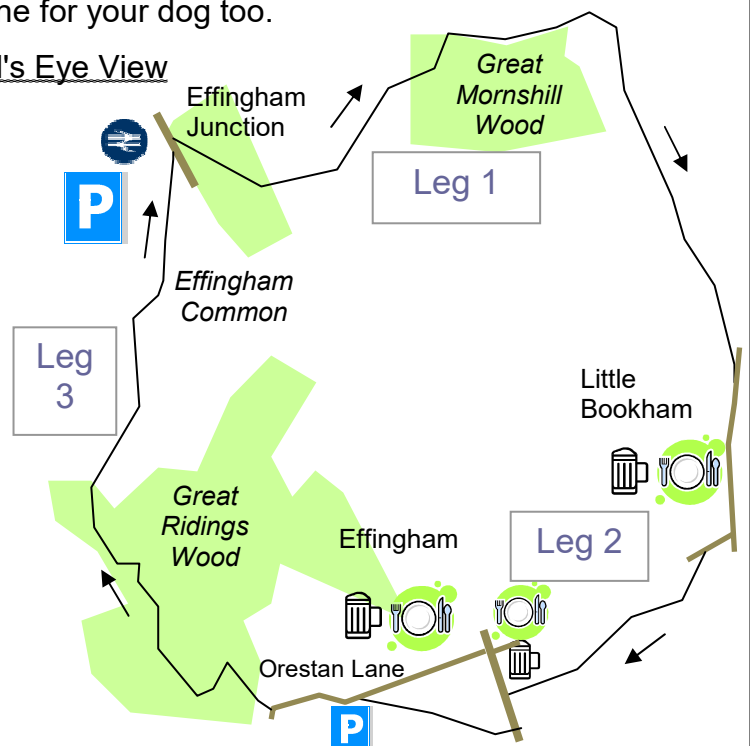 ne for your dog too.
l's Eye View
Effingham
Junction
Great
Mornshill
Wood
Leg 1
P
Effingham
Common
Leg
3
Little
Bookham
Great
Ridings
Wood
Effingham
Leg 2
Orestan Lane
P